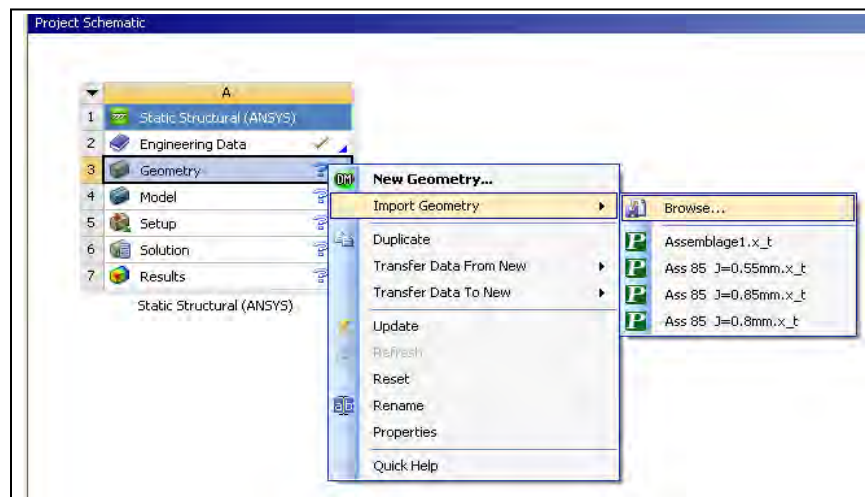 Project Schematic
A
1 Static Structural (ANSYS)
2 Engineering Data
3 Geometry
4 Model
5 Setup
6 Solution
7 Results
Static Structural (ANSYS)
DM New Geometry...
Import Geometry
Duplicate
Transfer Data From New
Transfer Data To New
Update
Refresh
Reset
ab Rename
Properties
Quick Help
Browse...
P Assemblage1.x_t
P Ass 85 J=0.55mm.x_t
P Ass 85 J=0.85mm.x_t
P Ass 85 J=0.8mm.x_t